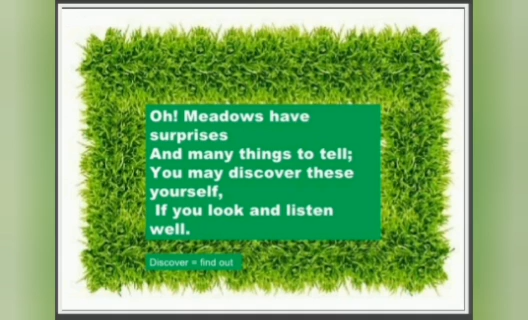 Oh! Meadows have
surprises
And many things to tell;
You may discover these
yourself,
If you look and listen
well.
Discover = find out